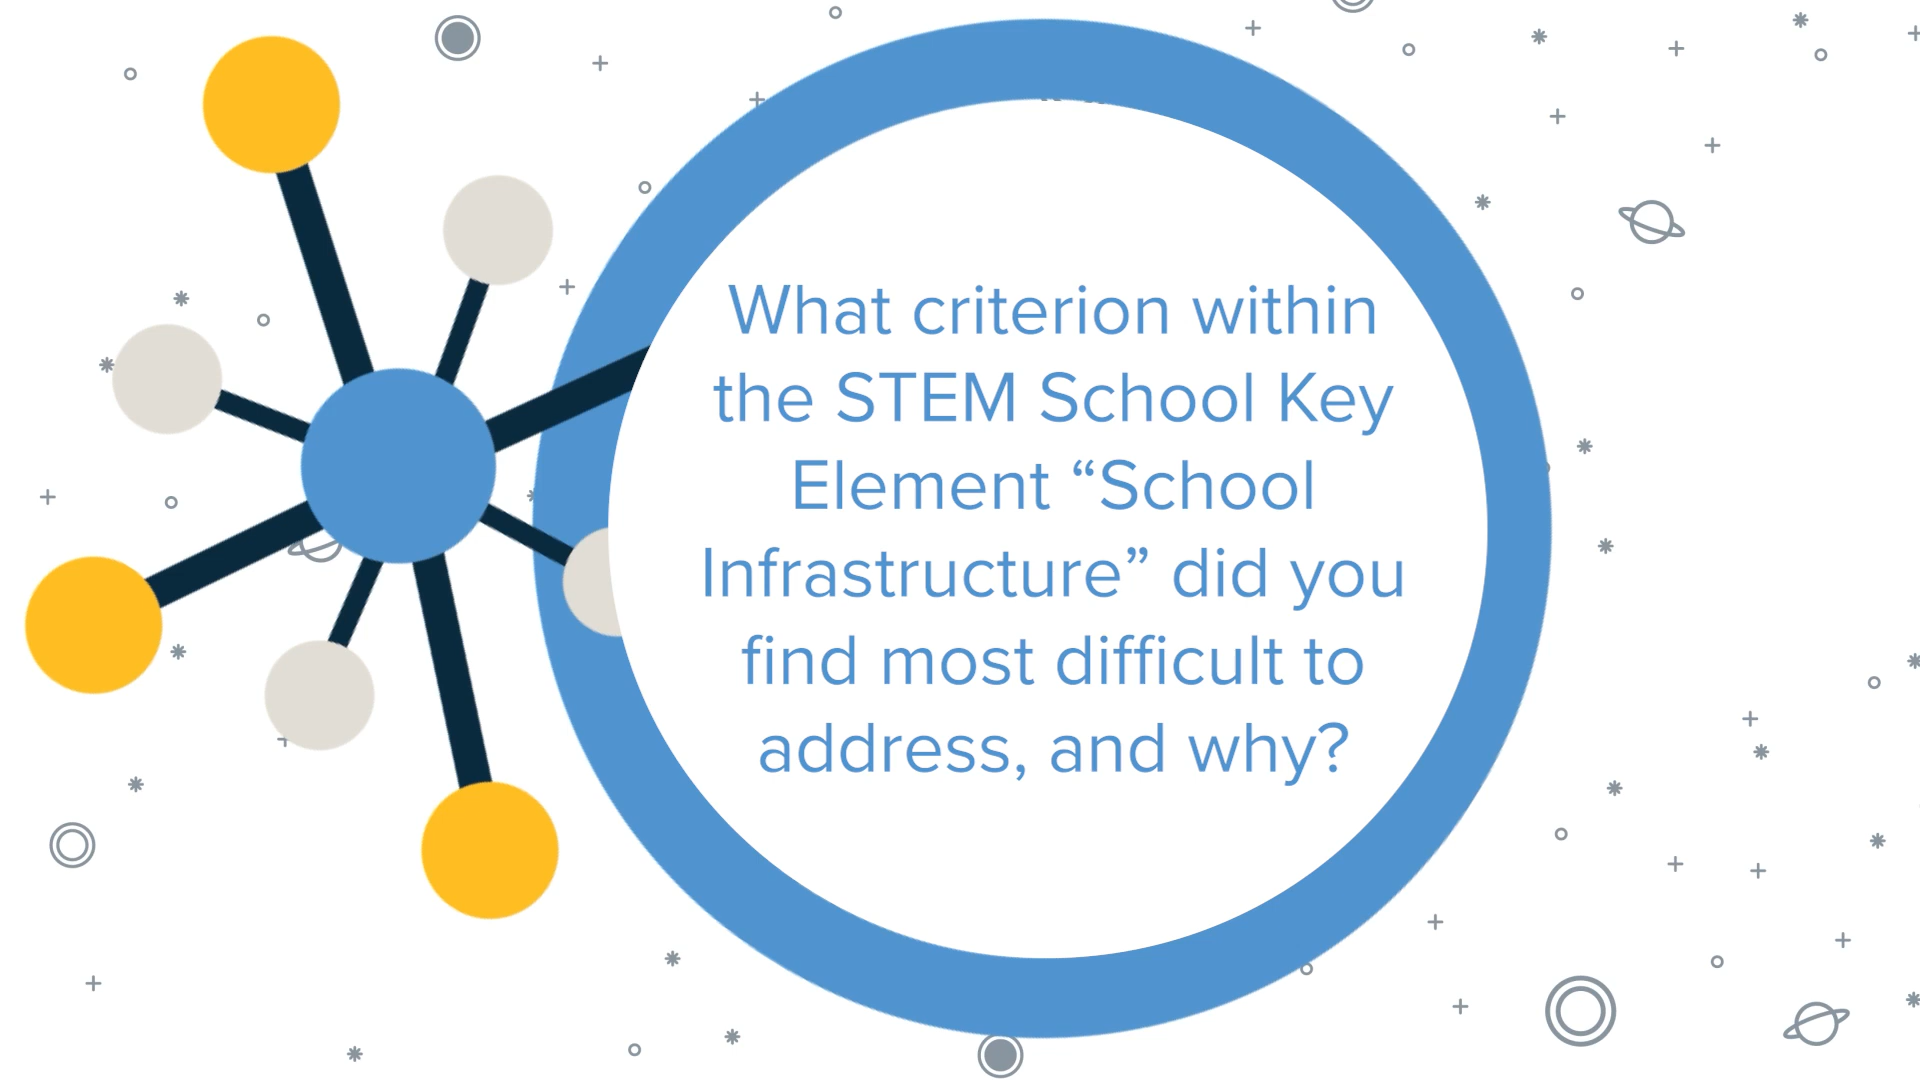 What criterion within
the STEM School Key
Element “School
Infrastructure” did you
find most difficult to
address, and why?